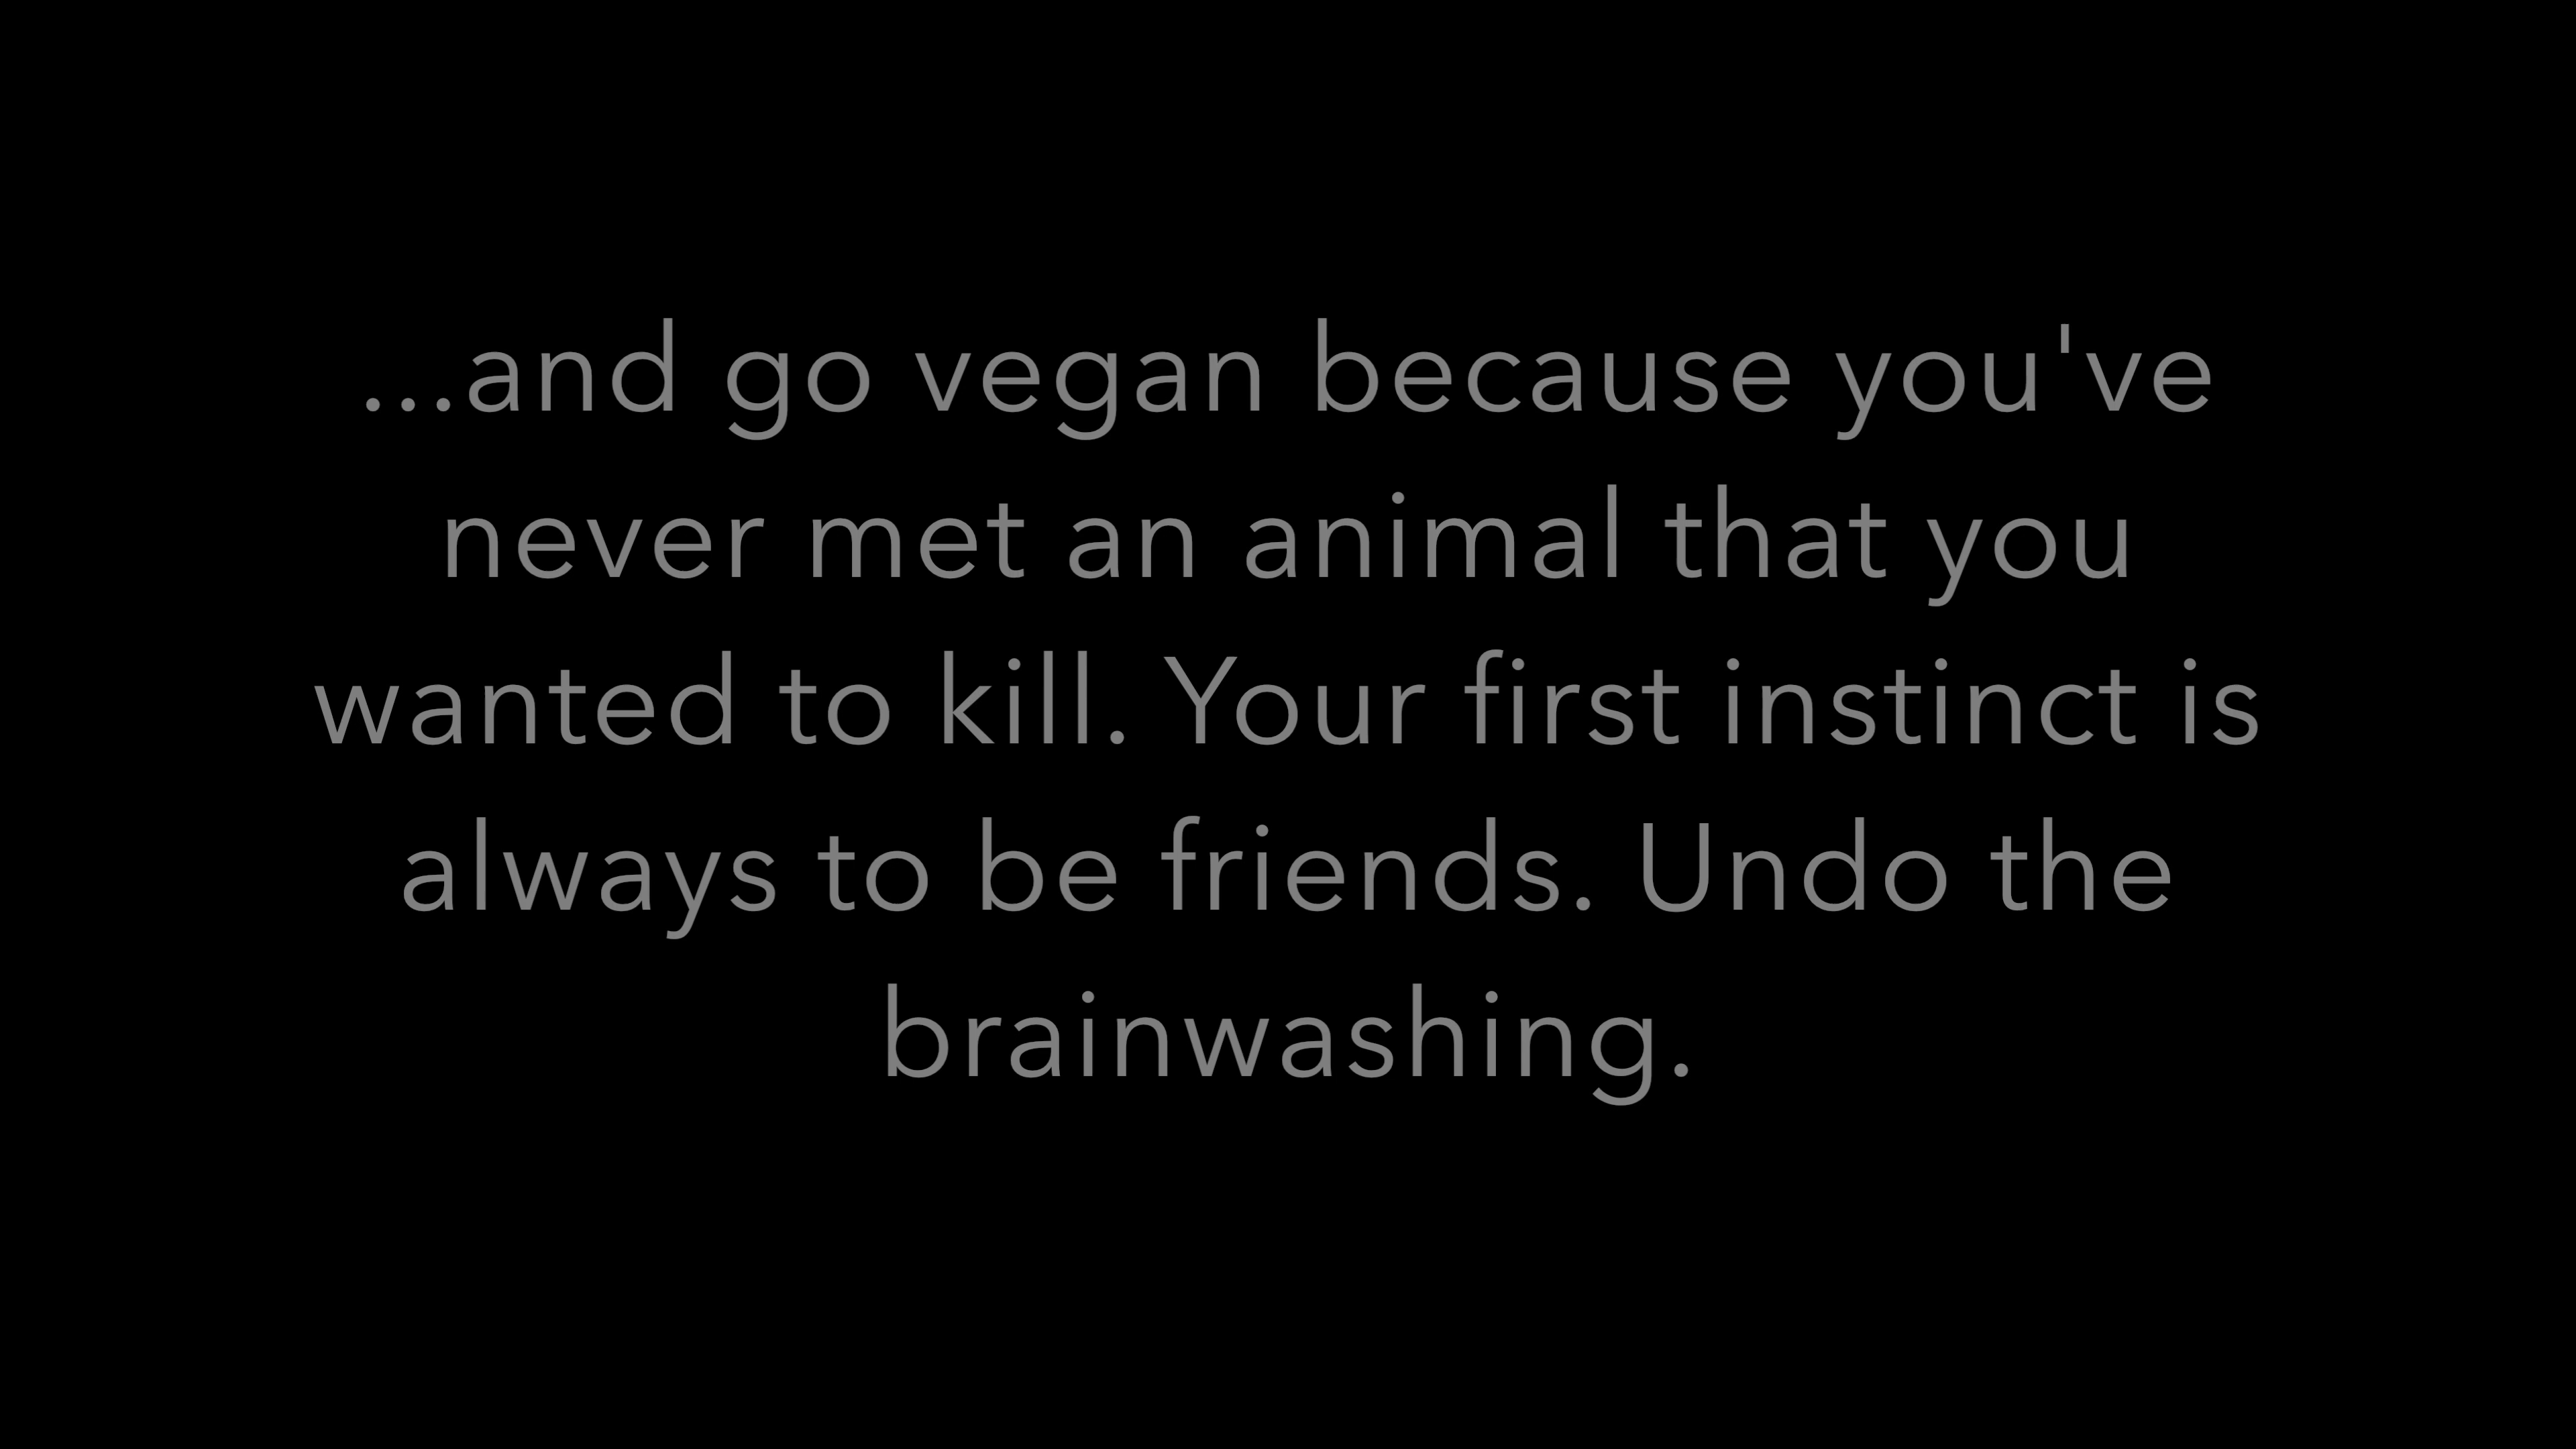 ...and go vegan because you've
never met an animal that you
wanted to kill. Your first instinct is
always to be friends. Undo the
brainwashing.